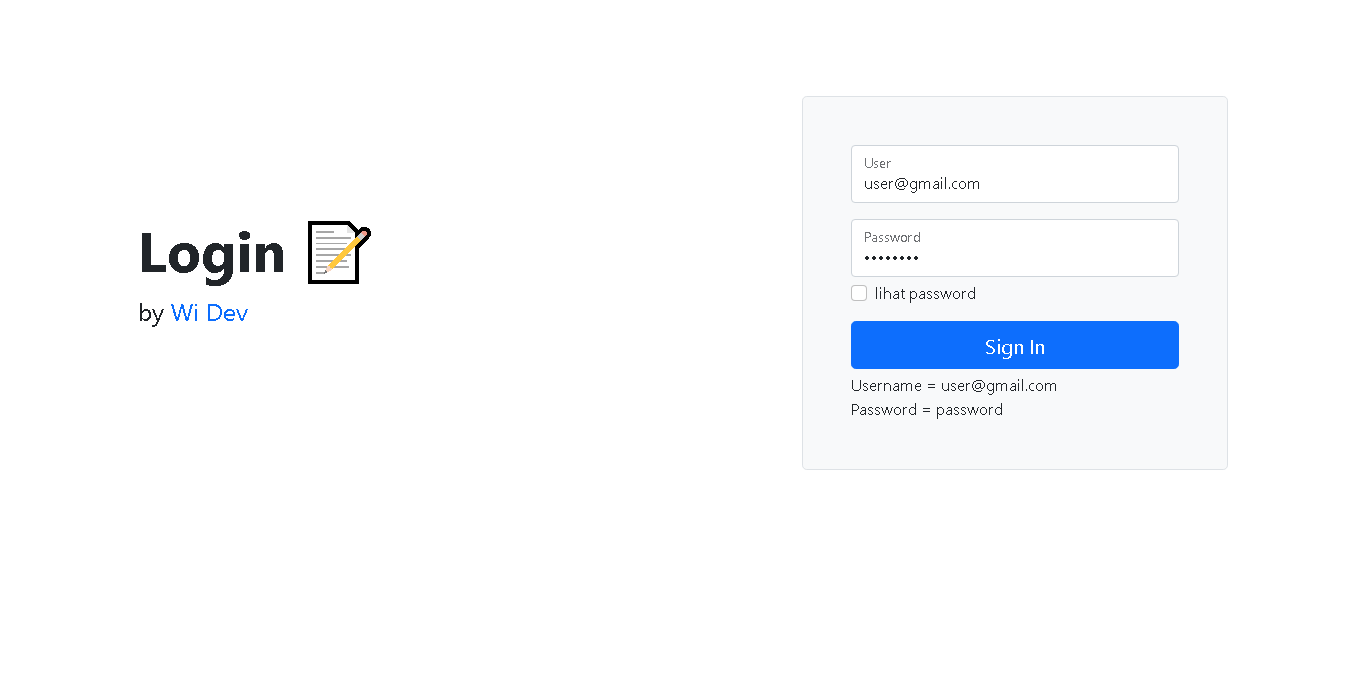 Login 📝
by Wi Dev
User
user@gmail.com
Password
••••••••
lihat password
Sign In
Username = user@gmail.com
Password = password